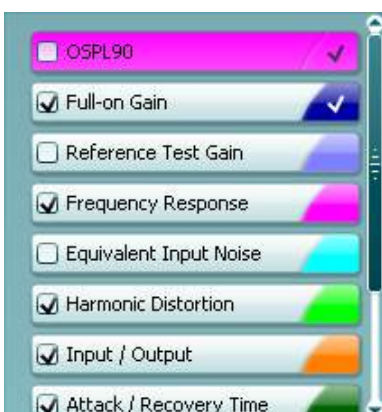 OSPL90
Full-on Gain
Reference Test Gain
Frequency Response
Equivalent Input Noise
Harmonic Distortion
Input / Output
Attack / Recovery Time